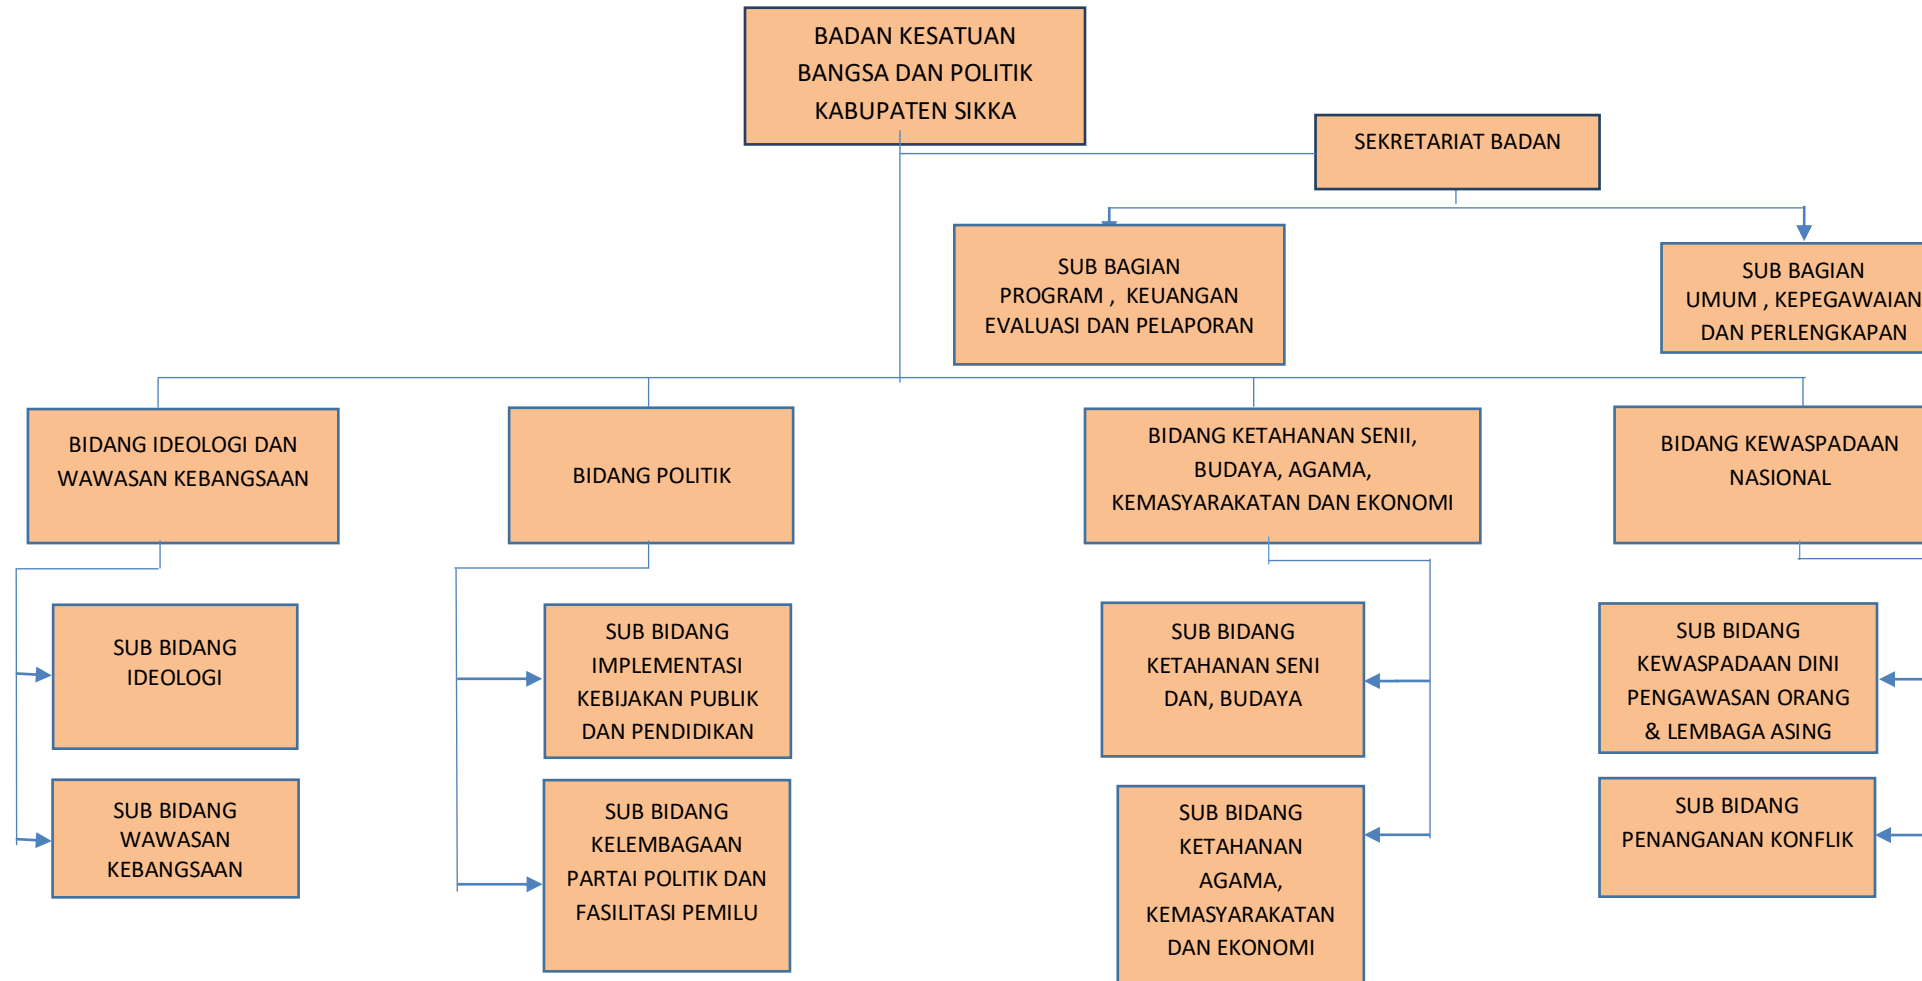 BADAN KESATUAN
BANGSA DAN POLITIK
KABUPATEN SIKKA
SEKRETARIAT BADAN
SUB BAGIAN
PROGRAM , KEUANGAN
EVALUASI DAN PELAPORAN
SUB BAGIAN
UMUM , KEPEGAWAIAN
DAN PERLENGKAPAN
BIDANG IDEOLOGI DAN
WAWASAN KEBANGSAAN
BIDANG POLITIK
BIDANG KETAHANAN SENII,
BUDAYA, AGAMA,
KEMASYARAKATAN DAN EKONOMI
BIDANG KEWASPADAAN
NASIONAL
SUB BIDANG
IDEOLOGI
SUB BIDANG
IMPLEMENTASI
KEBIJAKAN PUBLIK
DAN PENDIDIKAN
SUB BIDANG
KETAHANAN SENI
DAN, BUDAYA
SUB BIDANG
KEWASPADAAN DINI
PENGAWASAN ORANG
& LEMBAGA ASING
SUB BIDANG
WAWASAN
KEBANGSAAN
SUB BIDANG
KELEMBAGAAN
PARTAI POLITIK DAN
FASILITASI PEMILU
SUB BIDANG
KETAHANAN
AGAMA,
KEMASYARAKATAN
DAN EKONOMI
SUB BIDANG
PENANGANAN KONFLIK